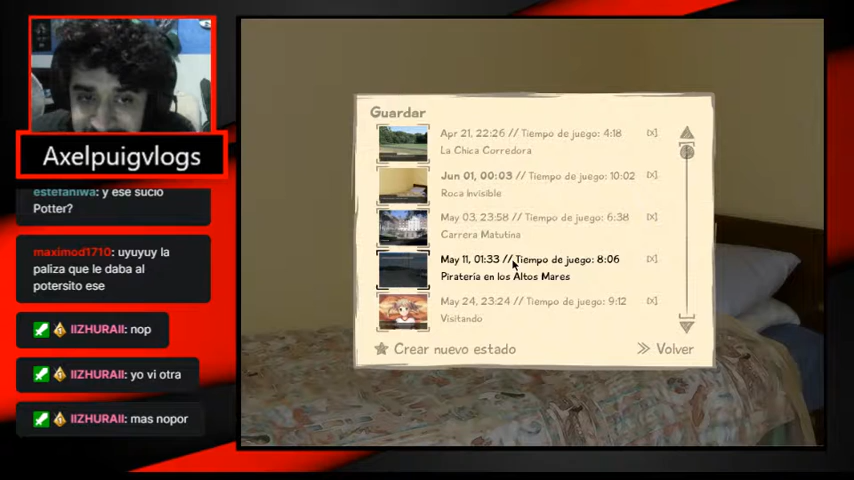 Axelpuigvlogs
estefaniwa: y ese sucio
Potter?
maximod1710: uyuyuy la
paliza que le daba al
potersito ese
IIZHURAII: nop
IIZHURAII: yo vi otra
IIZHURAII: mas nopor
Guardar
Apr 21, 22:26 // Tiempo de juego: 4:18 [X]
La Chica Corredora
Jun 01, 00:03 // Tiempo de juego: 10:02 [X]
Roca Invisible
May 03, 23:58 // Tiempo de juego: 6:38 [X]
Carrera Matutina
May 11, 01:33 // Tiempo de juego: 8:06 [X]
Piratería en los Altos Mares
May 24, 23:24 // Tiempo de juego: 9:12 [X]
Visitando
Crear nuevo estado
Volver